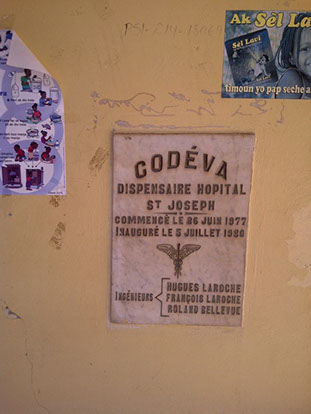 Ak Sèl Lavi
Sèl Lavi
timoun yo pap seche a
CODÉVA
DISPENSAIRE HOPITAL
ST JOSEPH
COMMENCÉ LE 26 JUIN 1977
INAUGURÉ LE 5 JUILLET 1980
INGÉNIEURS
HUGUES LAROCHE
FRANÇOIS LAROCHE
ROLAND BELLEVUE